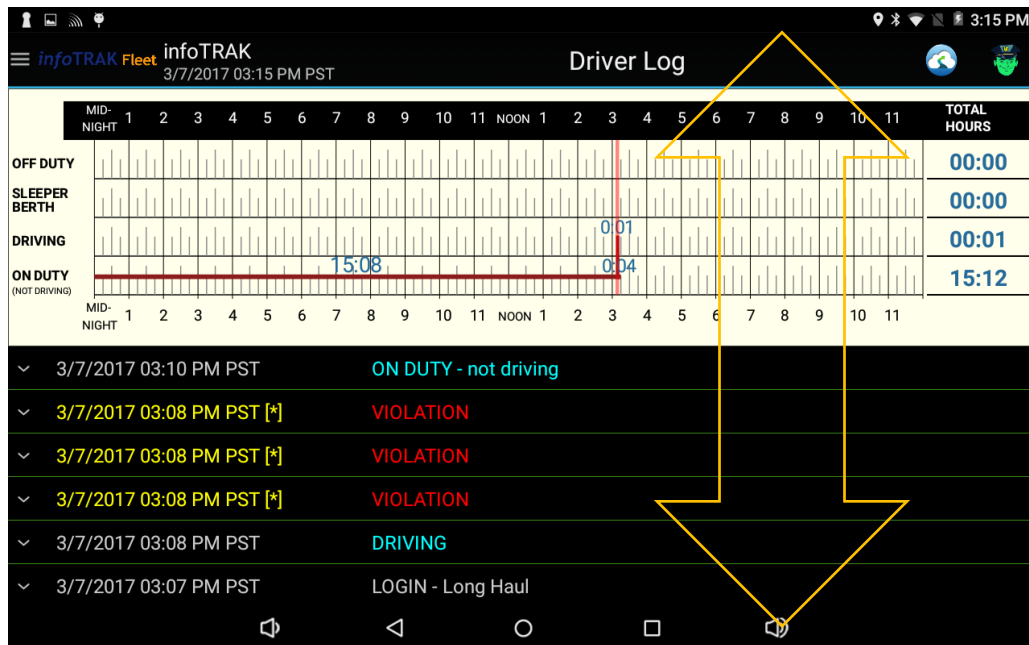 3:15 PM
infoTRAK Fleet infoTRAK Driver Log
3/7/2017 03:15 PM PST
MID-NIGHT 1 2 3 4 5 6 7 8 9 10 11 NOON 1 2 3 4 5 6 7 8 9 10 11 TOTAL HOURS
OFF DUTY 00:00
SLEEPER BERTH 00:00
DRIVING 0:01 00:01
ON DUTY 15:08 0:04 15:12
(NOT DRIVING)
MID-NIGHT 1 2 3 4 5 6 7 8 9 10 11 NOON 1 2 3 4 5 6 7 8 9 10 11
3/7/2017 03:10 PM PST ON DUTY - not driving
3/7/2017 03:08 PM PST [*] VIOLATION
3/7/2017 03:08 PM PST [*] VIOLATION
3/7/2017 03:08 PM PST [*] VIOLATION
3/7/2017 03:08 PM PST DRIVING
3/7/2017 03:07 PM PST LOGIN - Long Haul